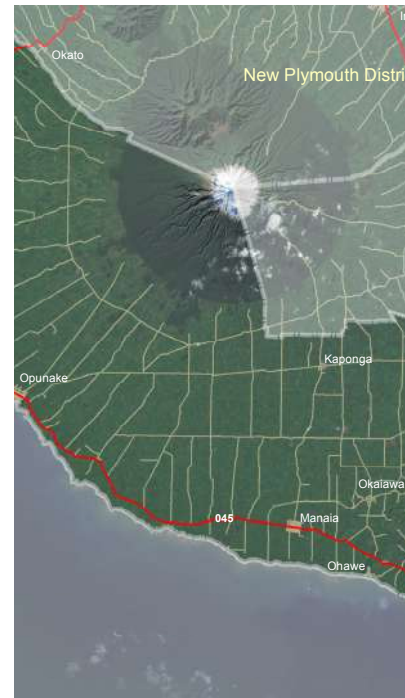 Okato
New Plymouth Distri
Kaponga
Opunake
Okaiawa
045
Manaia
Ohawe